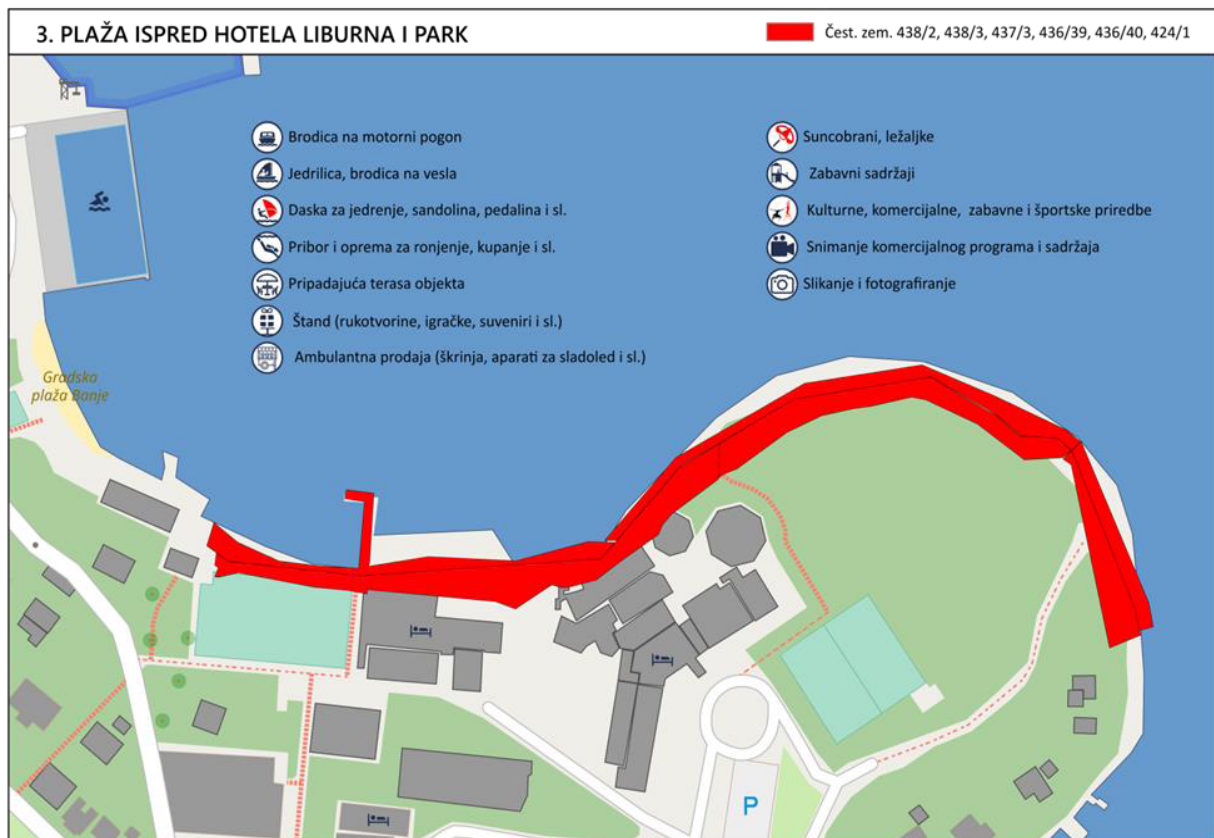 3. PLAŽA ISPRED HOTELA LIBURNA I PARK
Čest. zem. 438/2, 438/3, 437/3, 436/39, 436/40, 424/1
Brodica na motorni pogon
Jedrilica, brodica na vesla
Daska za jedrenje, sandolina, pedalina i sl.
Pribor i oprema za ronjenje, kupanje i sl.
Pripadajuća terasa objekta
Štand (rukotvorine, igračke, suveniri i sl.)
Ambulantna prodaja (škrinja, aparati za sladoled i sl.)
Suncobrani, ležaljke
Zabavni sadržaji
Kulturne, komercijalne, zabavne i športske priredbe
Snimanje komercijalnog programa i sadržaja
Slikanje i fotografiranje
Gradska
plaža Banje
P